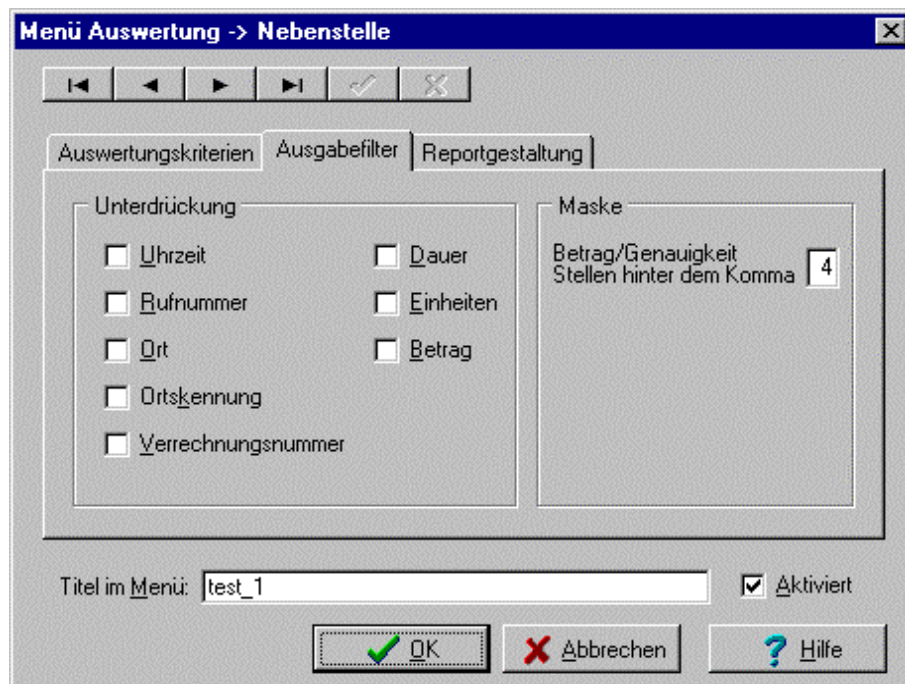 Menü Auswertung -> Nebenstelle
Auswertungskriterien
Ausgabefilter
Reportgestaltung
Unterdrückung
Uhrzeit
Rufnummer
Ort
Ortskennung
Verrechnungsnummer
Dauer
Einheiten
Betrag
Maske
Betrag/Genauigkeit
Stellen hinter dem Komma 4
Titel im Menü: test_1
Aktiviert
OK
Abbrechen
? Hilfe